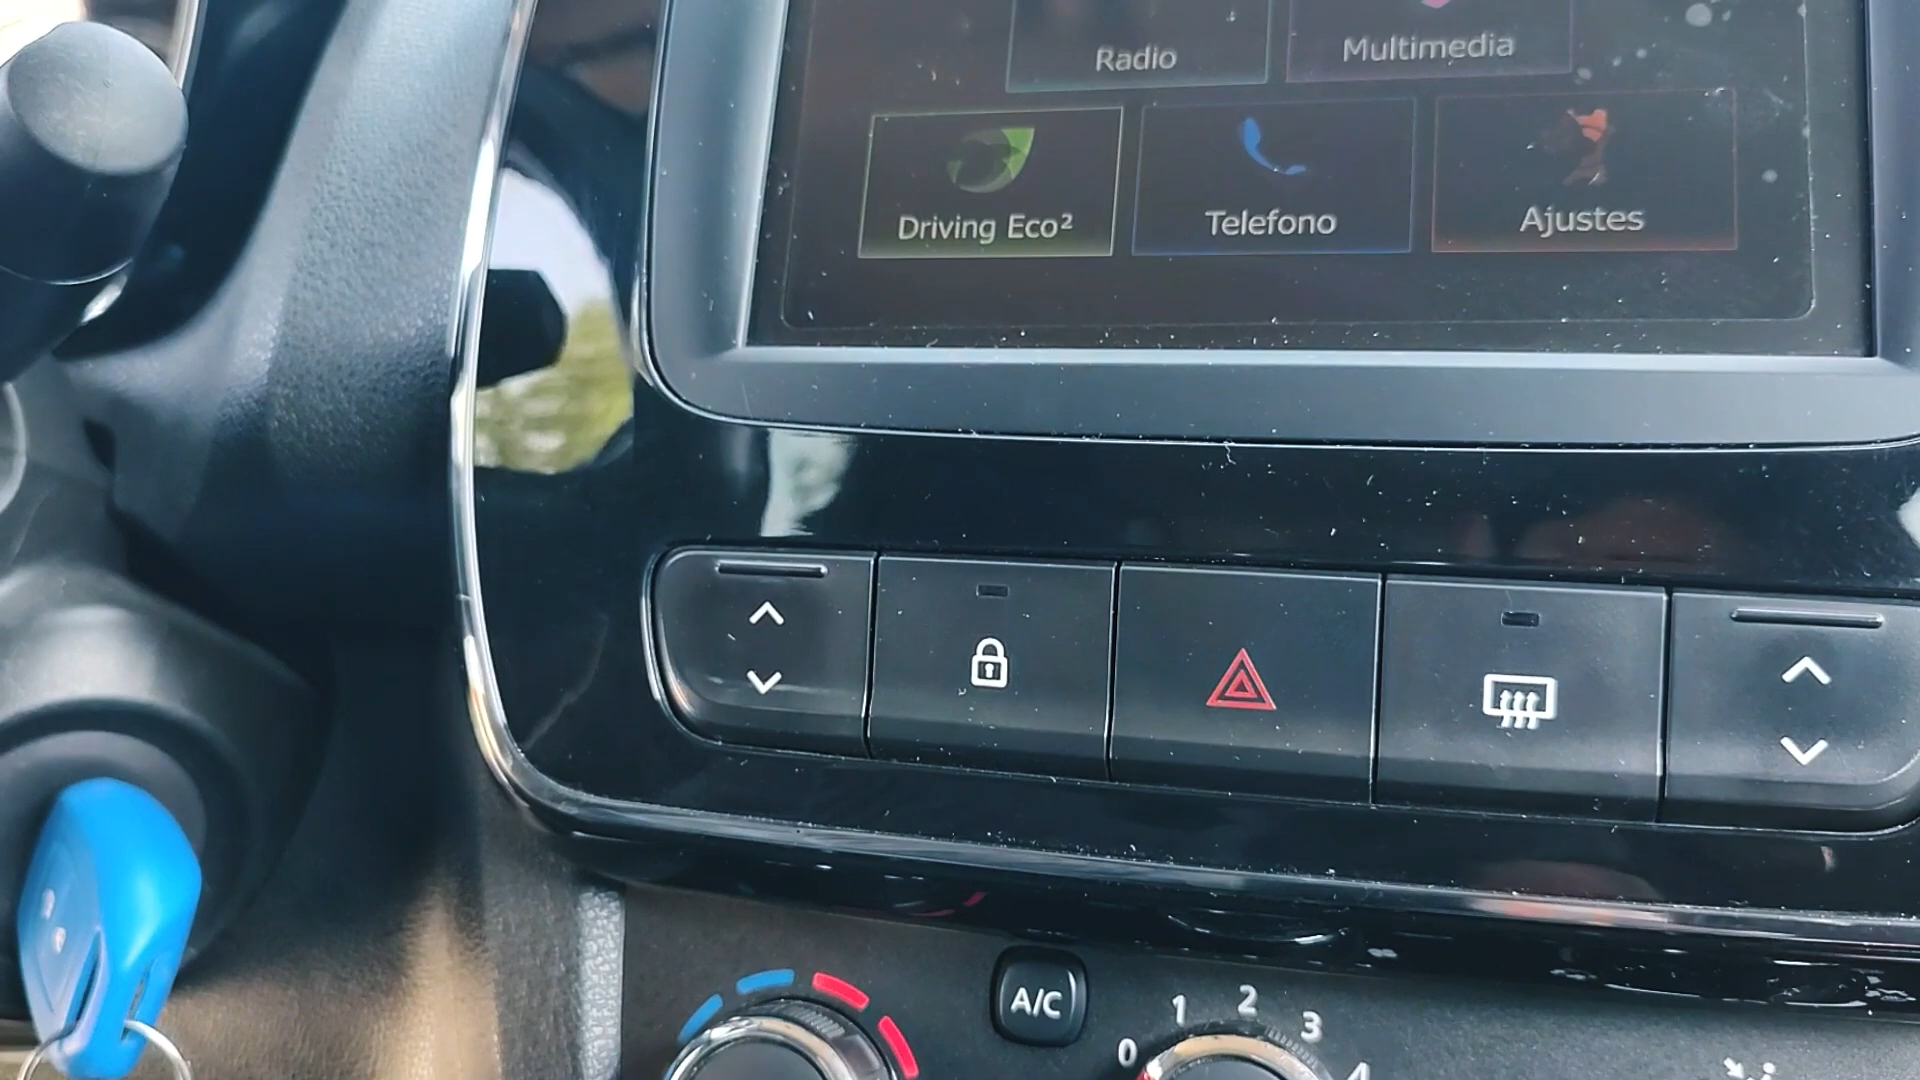 Radio
Multimedia
Driving Eco²
Telefono
Ajustes
A/C
0 1 2 3 4